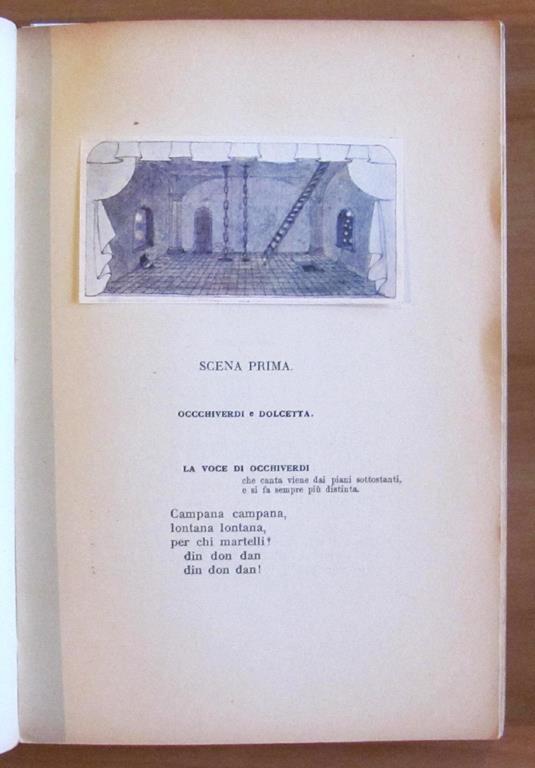 SCENA PRIMA.
OCCCHIVERDI e DOLCETTA.
LA VOCE DI OCCHIVERDI
che canta viene dai piani sottostanti,
e si fa sempre più distinta.
Campana campana,
lontana lontana,
per chi martelli?
din don dan
din don dan!